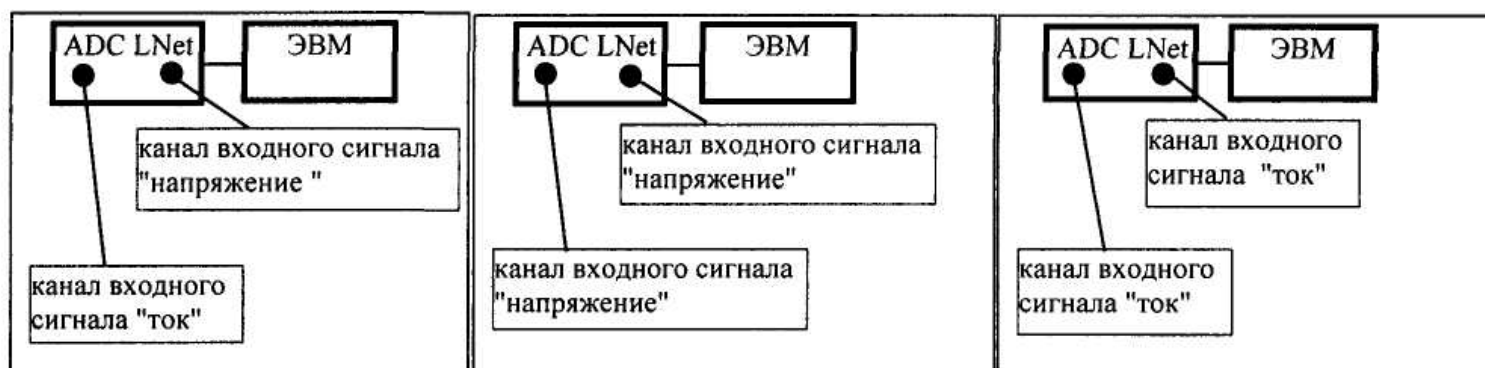 ADC LNet
ЭВМ
канал входного сигнала
"напряжение "
канал входного
сигнала "ток"
ADC LNet
ЭВМ
канал входного сигнала
"напряжение"
канал входного сигнала
"напряжение"
ADC LNet
ЭВМ
канал входного
сигнала "ток"
канал входного
сигнала "ток"